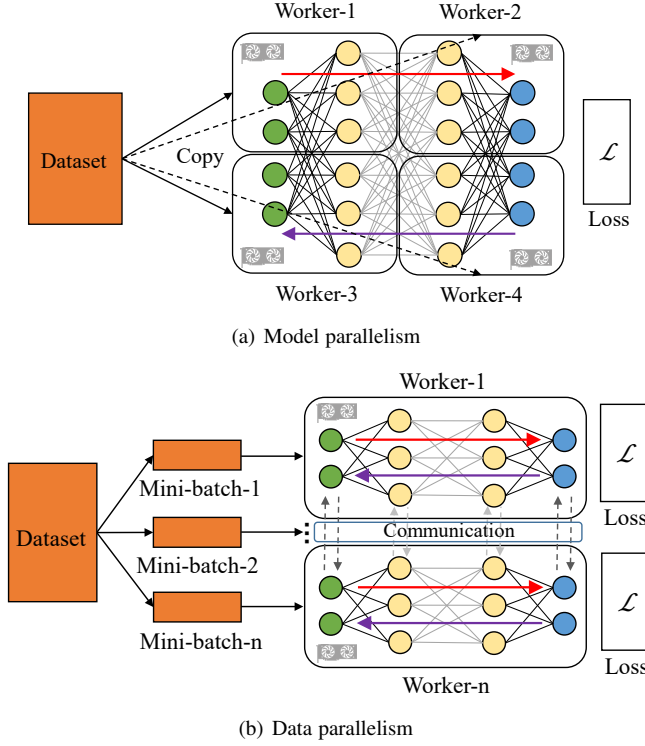 Worker-1
Worker-2
Dataset
Copy
ℒ
Loss
Worker-3
Worker-4
(a) Model parallelism
Worker-1
Mini-batch-1
ℒ
Loss
Dataset
Communication
Mini-batch-2
ℒ
Mini-batch-n
Loss
Worker-n
(b) Data parallelism